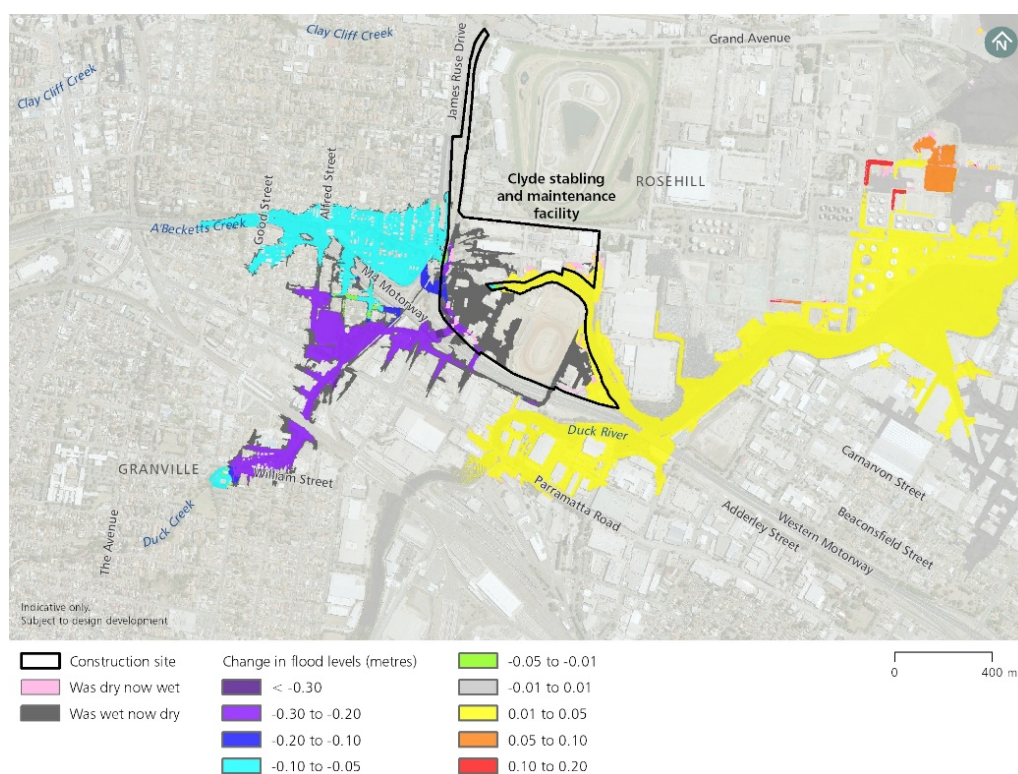 Clay Cliff Creek
Grand Avenue
N
Clay Cliff Creek
James Ruse Drive
Clyde stabling
and maintenance
facility
ROSEHILL
Alfred Street
Good Street
A'Becketts Creek
M4 Motorway
Duck River
GRANVILLE
William Street
Parramatta Road
Carnarvon Street
Beaconsfield Street
Western Motorway
Adderley Street
The Avenue
Duck Creek
Indicative only.
Subject to design development
Construction site
Was dry now wet
Was wet now dry
Change in flood levels (metres)
< -0.30
-0.30 to -0.20
-0.20 to -0.10
-0.10 to -0.05
-0.05 to -0.01
-0.01 to 0.01
0.01 to 0.05
0.05 to 0.10
0.10 to 0.20
0 400 m